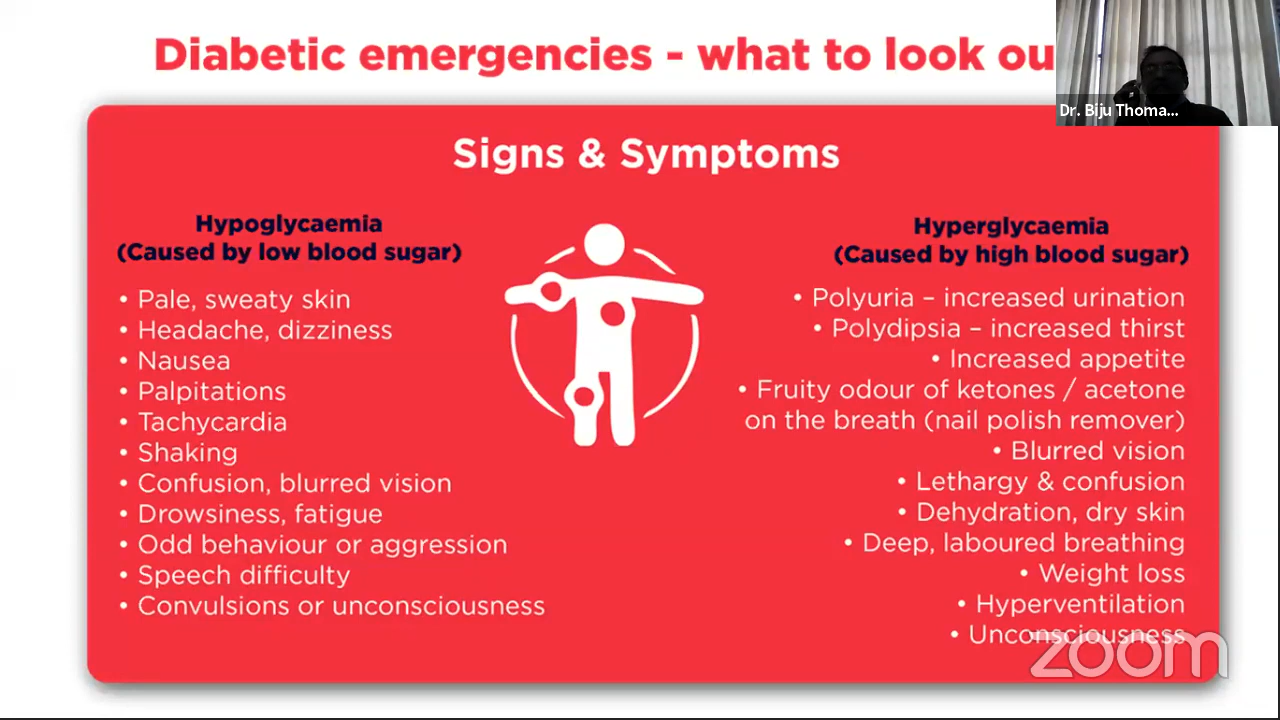 Diabetic emergencies - what to look
Dr. Biju Thoma...
Signs & Symptoms
Hypoglycaemia
(Caused by low blood sugar)
• Pale, sweaty skin
• Headache, dizziness
• Nausea
• Palpitations
• Tachycardia
• Shaking
• Confusion, blurred vision
• Drowsiness, fatigue
• Odd behaviour or aggression
• Speech difficulty
• Convulsions or unconsciousness
Hyperglycaemia
(Caused by high blood sugar)
• Polyuria – increased urination
• Polydipsia – increased thirst
• Increased appetite
• Fruity odour of ketones / acetone
on the breath (nail polish remover)
• Blurred vision
• Lethargy & confusion
• Dehydration, dry skin
• Deep, laboured breathing
• Weight loss
• Hyperventilation
• Unconsciousness
zoom